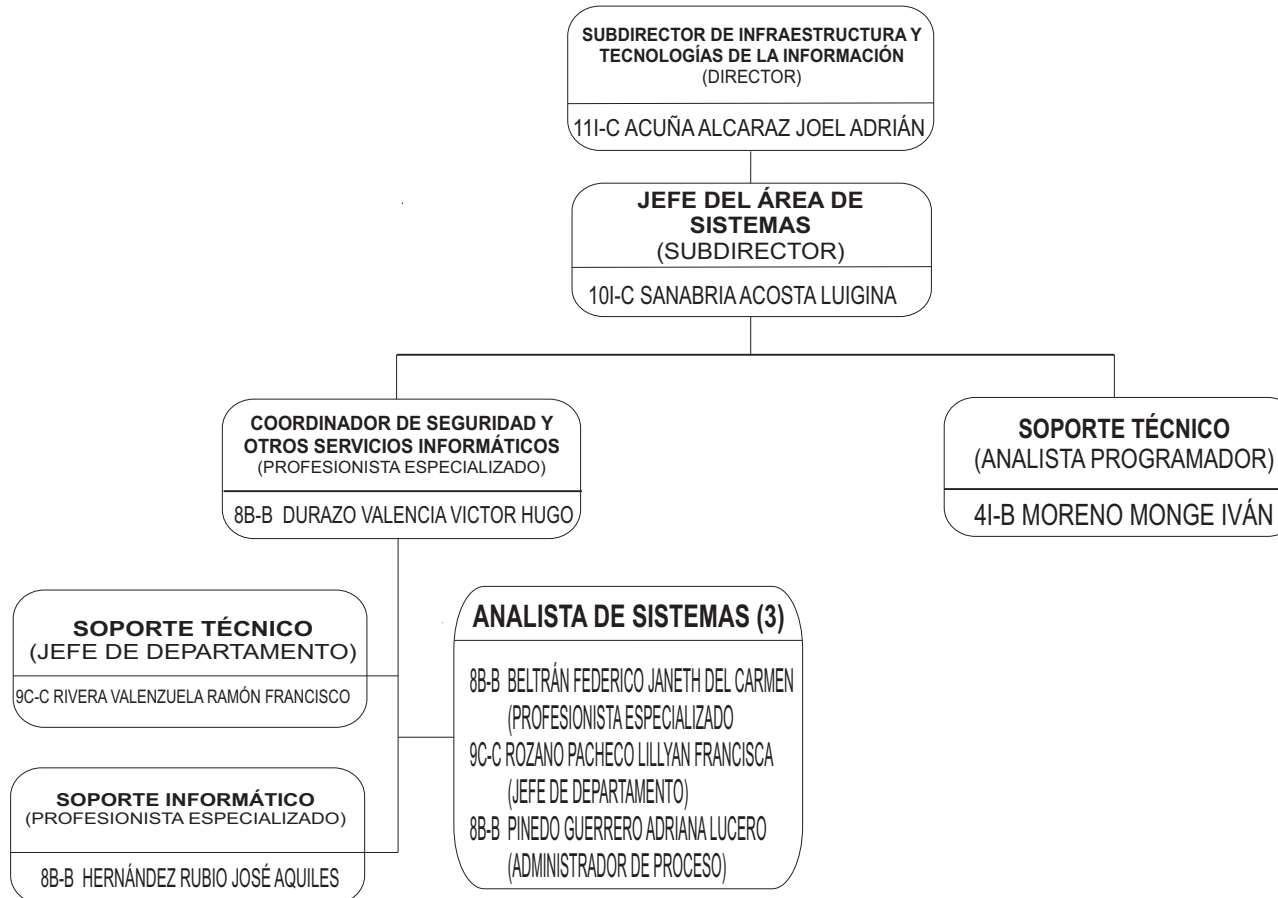 SUBDIRECTOR DE INFRAESTRUCTURA Y
TECNOLOGÍAS DE LA INFORMACIÓN
(DIRECTOR)
11I-C ACUÑA ALCARAZ JOEL ADRIÁN
JEFE DEL ÁREA DE
SISTEMAS
(SUBDIRECTOR)
10I-C SANABRIA ACOSTA LUIGINA
COORDINADOR DE SEGURIDAD Y
OTROS SERVICIOS INFORMÁTICOS
(PROFESIONISTA ESPECIALIZADO)
8B-B DURAZO VALENCIA VICTOR HUGO
SOPORTE TÉCNICO
(ANALISTA PROGRAMADOR)
4I-B MORENO MONGE IVÁN
SOPORTE TÉCNICO
(JEFE DE DEPARTAMENTO)
9C-C RIVERA VALENZUELA RAMÓN FRANCISCO
ANALISTA DE SISTEMAS (3)
8B-B BELTRÁN FEDERICO JANETH DEL CARMEN
(PROFESIONISTA ESPECIALIZADO
9C-C ROZANO PACHECO LILLYAN FRANCISCA
(JEFE DE DEPARTAMENTO)
8B-B PINEDO GUERRERO ADRIANA LUCERO
(ADMINISTRADOR DE PROCESO)
SOPORTE INFORMÁTICO
(PROFESIONISTA ESPECIALIZADO)
8B-B HERNÁNDEZ RUBIO JOSÉ AQUILES